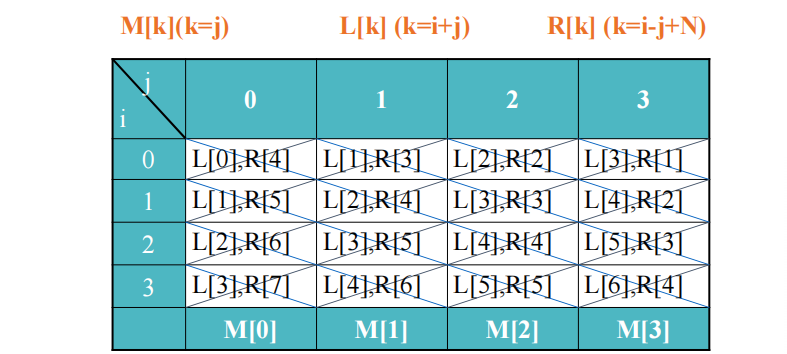 M[k](k=j) L[k] (k=i+j) R[k] (k=i-j+N)
j
i 0 1 2 3
0 L[0],R[4] L[1],R[3] L[2],R[2] L[3],R[1]
1 L[1],R[5] L[2],R[4] L[3],R[3] L[4],R[2]
2 L[2],R[6] L[3],R[5] L[4],R[4] L[5],R[3]
3 L[3],R[7] L[4],R[6] L[5],R[5] L[6],R[4]
M[0] M[1] M[2] M[3]